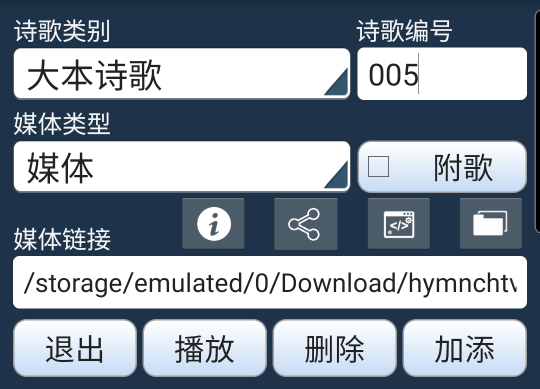 诗歌类别 诗歌编号
大本诗歌 005
媒体类型
媒体 附歌
媒体链接
/storage/emulated/0/Download/hymnchtv
退出 播放 删除 加添